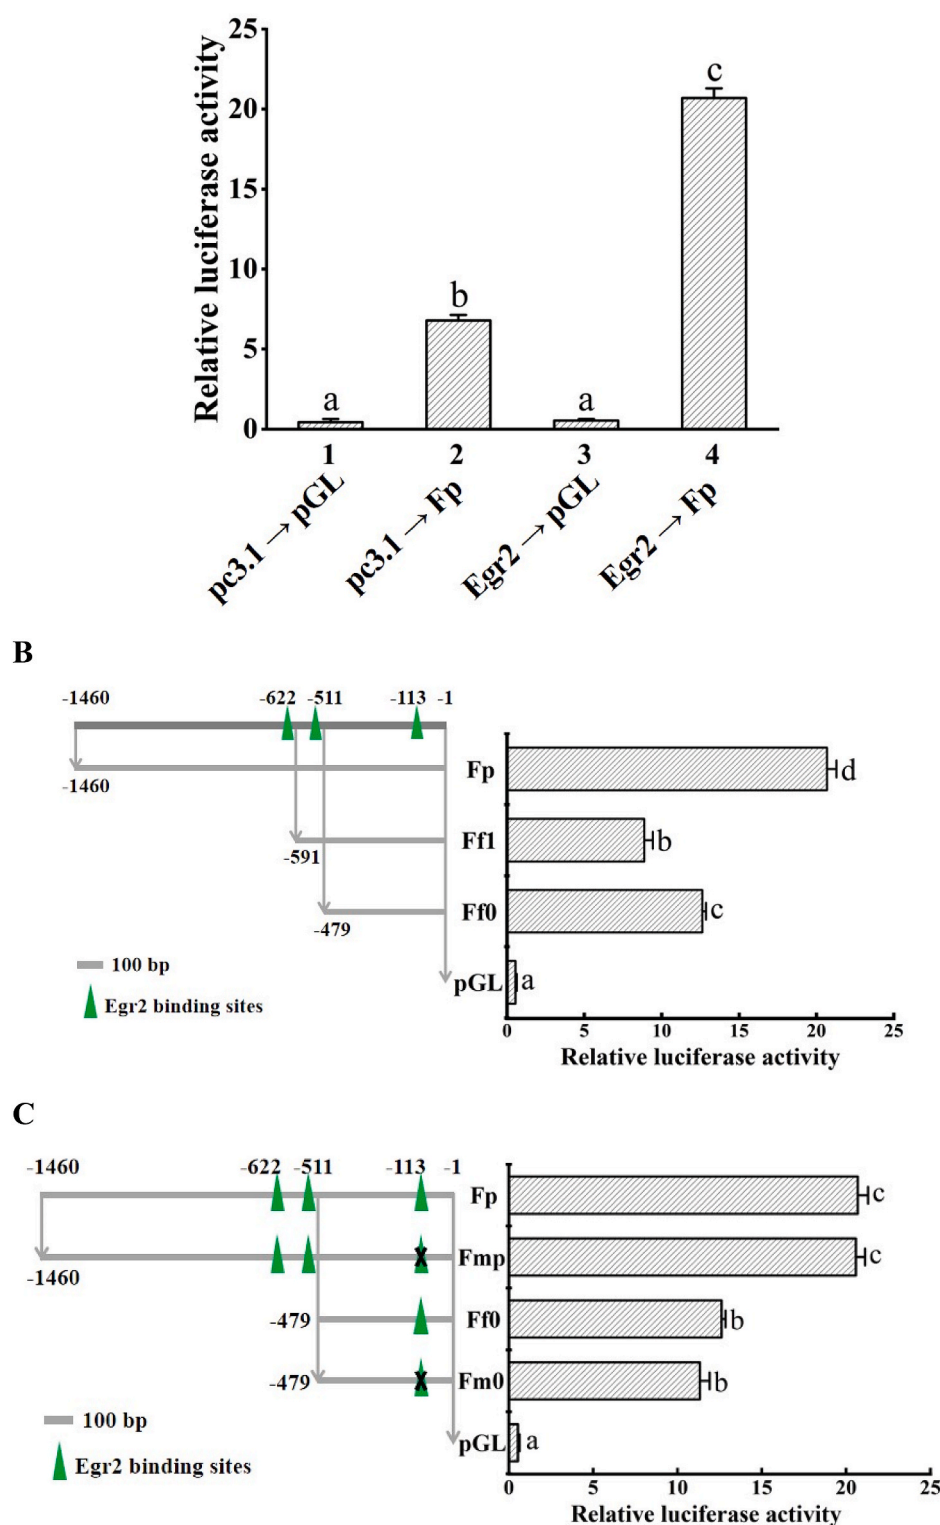 25
20
15
10
5
0
Relative luciferase activity
a
b
a
c
1 2 3 4
pc3.1 → pGL
pc3.1 → Fp
Egr2 → pGL
Egr2 → Fp
B
-1460 -622 -511 -113 -1
-1460
-591
-479
100 bp
Egr2 binding sites
Fp d
Ff1 b
Ff0 c
pGL a
0 5 10 15 20 25
Relative luciferase activity
C
-1460 -622 -511 -113 -1
-1460
-479
-479
100 bp
Egr2 binding sites
Fp c
Fmp c
Ff0 b
Fm0 b
pGL a
0 5 10 15 20 25
Relative luciferase activity